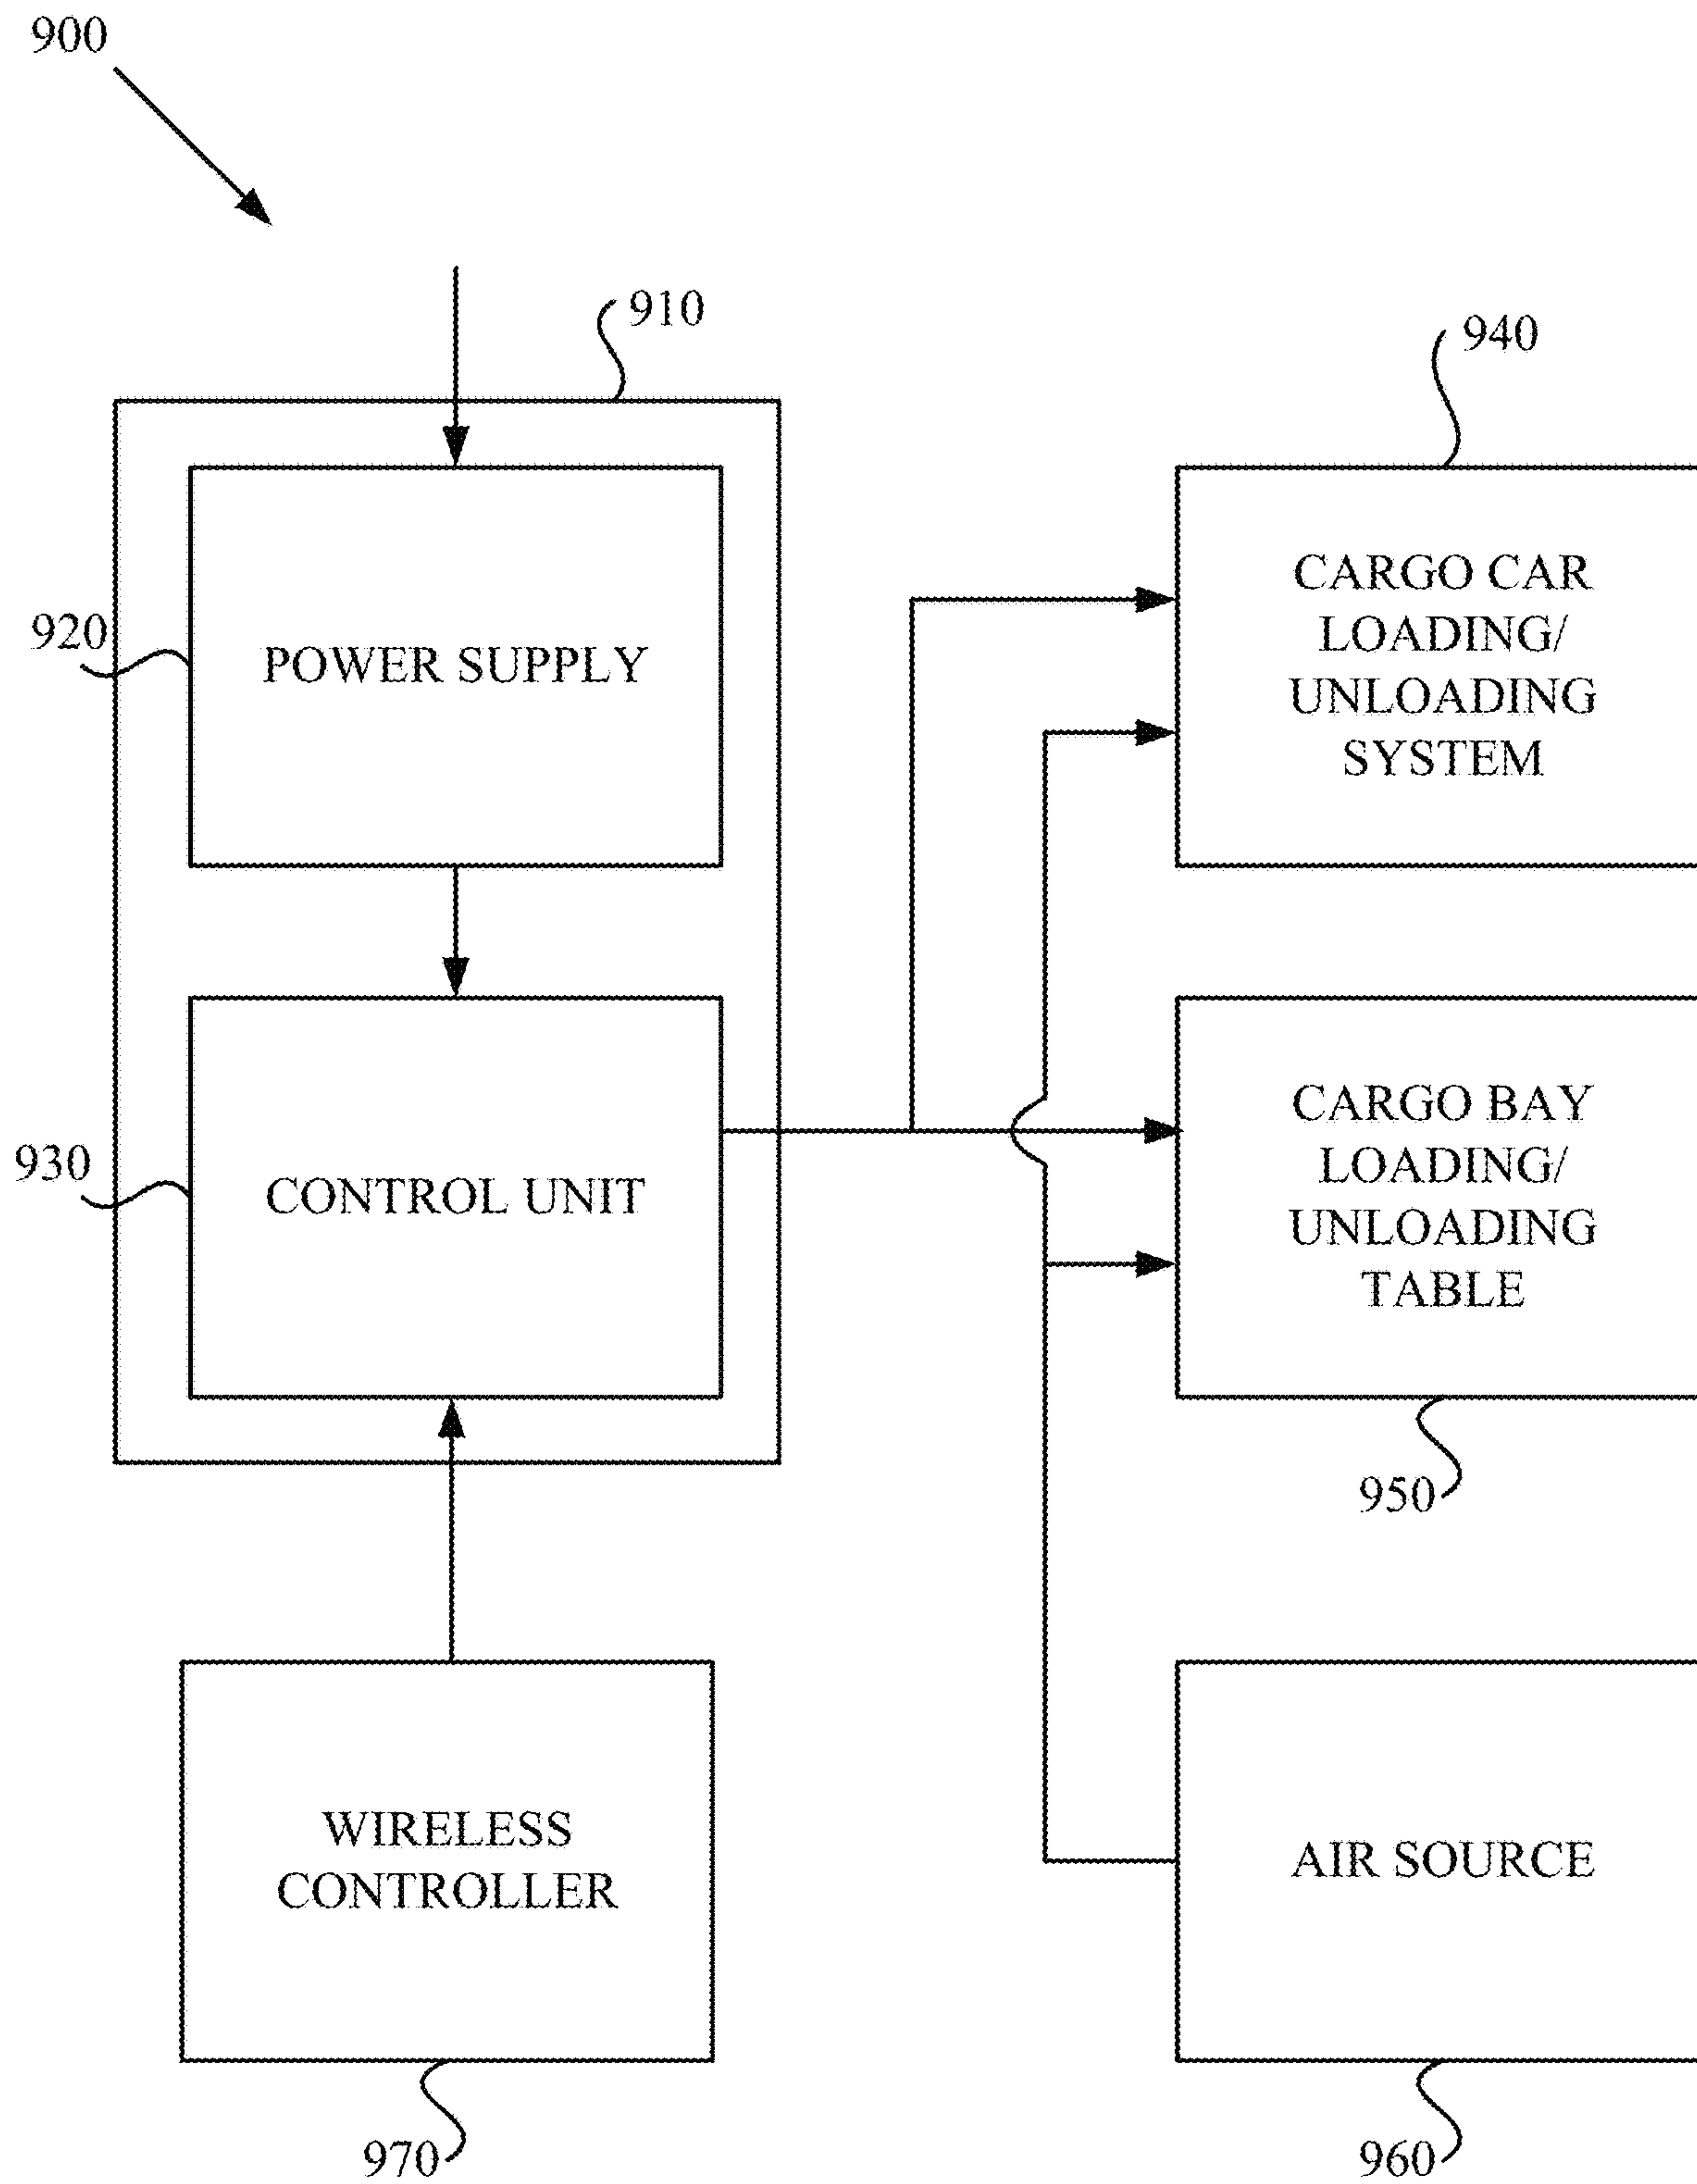 900
910
940
920
POWER SUPPLY
CARGO CAR
LOADING/
UNLOADING
SYSTEM
930
CONTROL UNIT
CARGO BAY
LOADING/
UNLOADING
TABLE
950
WIRELESS
CONTROLLER
AIR SOURCE
970
960